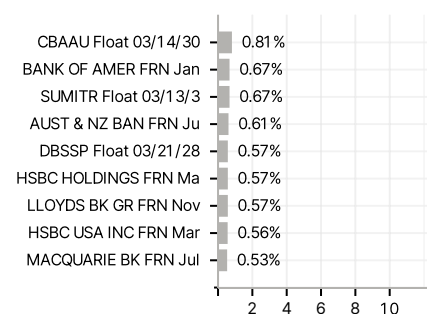 CBAAU Float 03/14/30 0.81%
BANK OF AMER FRN Jan 0.67%
SUMITR Float 03/13/3 0.67%
AUST & NZ BAN FRN Ju 0.61%
DBSSP Float 03/21/28 0.57%
HSBC HOLDINGS FRN Ma 0.57%
LLOYDS BK GR FRN Nov 0.57%
HSBC USA INC FRN Mar 0.56%
MACQUARIE BK FRN Jul 0.53%
2 4 6 8 10